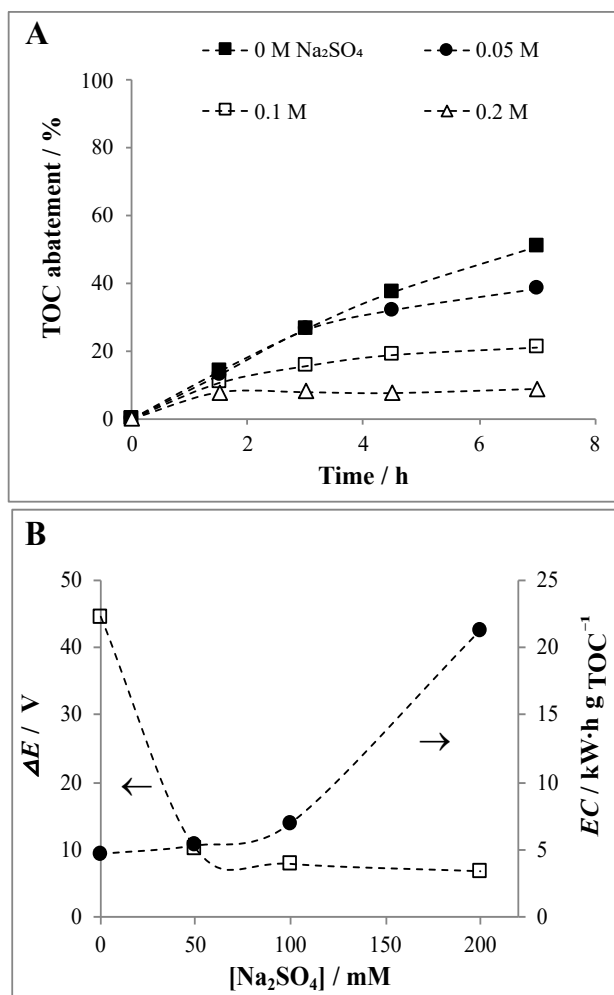 A
0 M Na₂SO₄
0.05 M
0.1 M
0.2 M
100
80
60
40
20
0
TOC abatement / %
0 2 4 6 8
Time / h
B
50
40
30
20
10
0
ΔE / V
25
20
15
10
5
0
EC / kW·h g TOC⁻¹
0 50 100 150 200
[Na₂SO₄] / mM